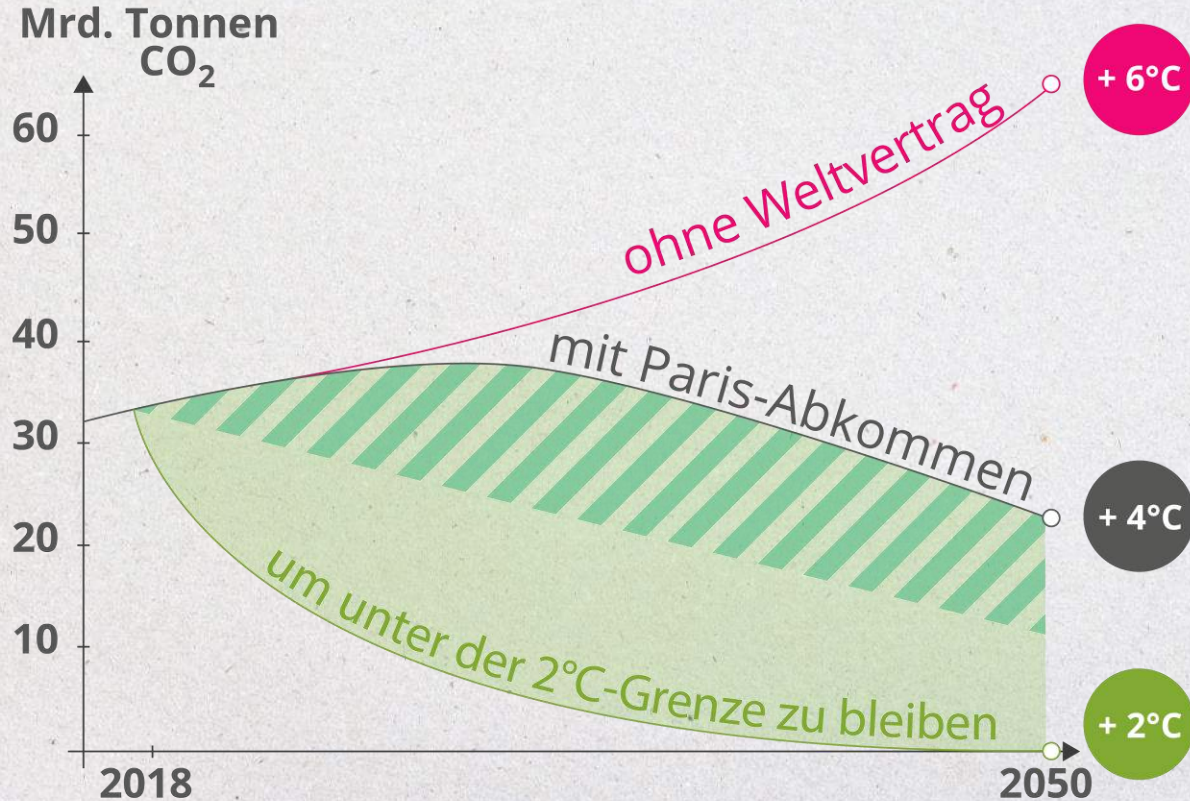 Mrd. Tonnen
CO₂
60
50
40
30
20
10
2018
2050
ohne Weltvertrag
mit Paris-Abkommen
um unter der 2°C-Grenze zu bleiben
+ 6°C
+ 4°C
+ 2°C